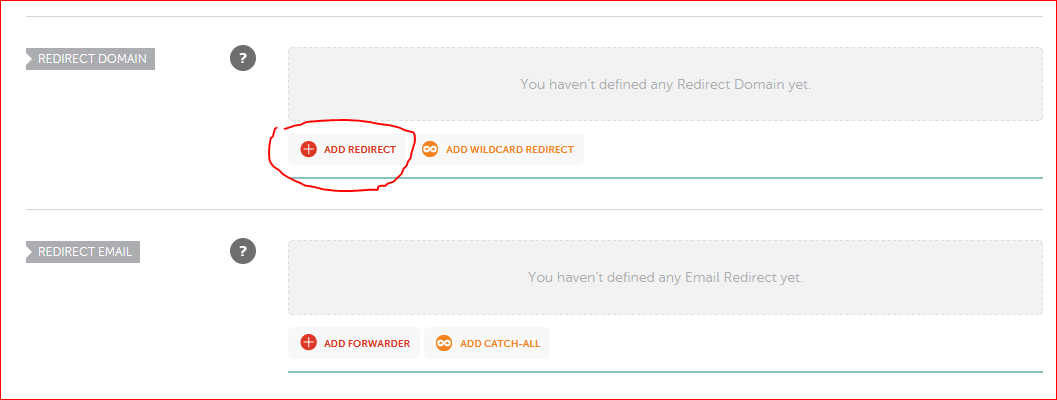 REDIRECT DOMAIN
?
You haven't defined any Redirect Domain yet.
ADD REDIRECT
ADD WILDCARD REDIRECT
REDIRECT EMAIL
?
You haven't defined any Email Redirect yet.
ADD FORWARDER
ADD CATCH-ALL